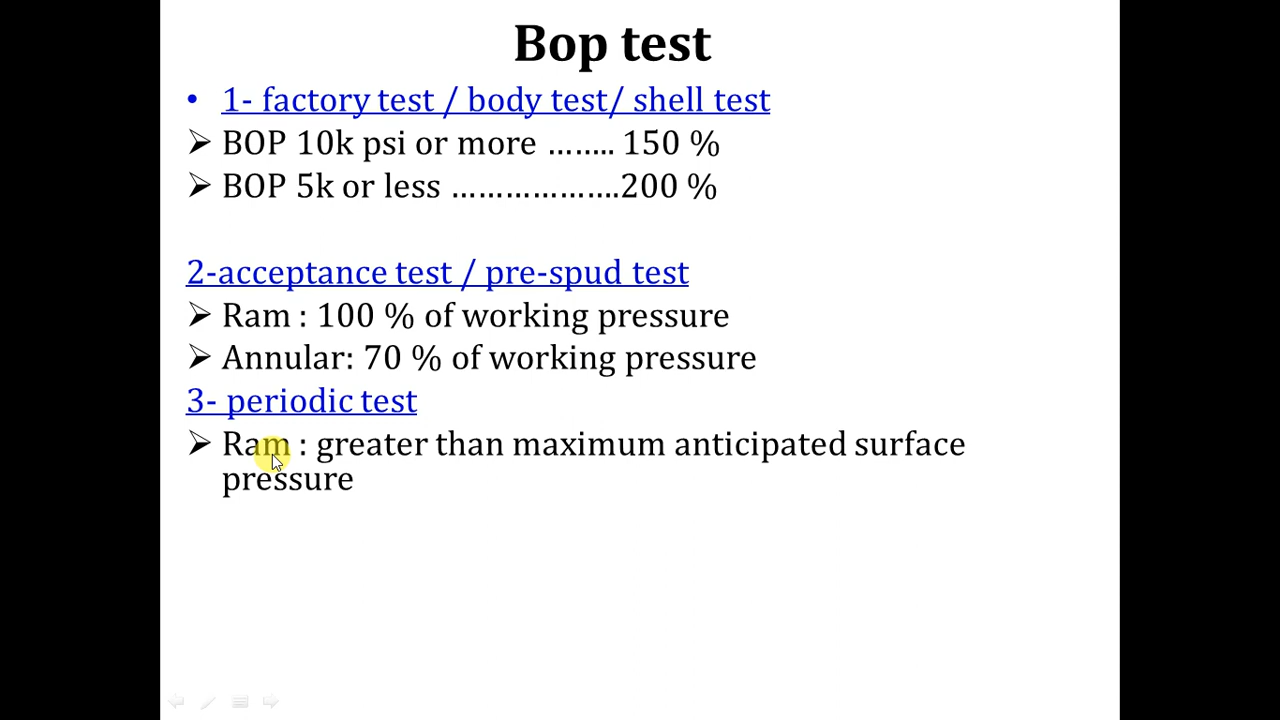 Bop test
• 1- factory test / body test/ shell test
➢ BOP 10k psi or more …….. 150 %
➢ BOP 5k or less ……………….200 %
2-acceptance test / pre-spud test
➢ Ram : 100 % of working pressure
➢ Annular: 70 % of working pressure
3- periodic test
➢ Ram : greater than maximum anticipated surface
pressure